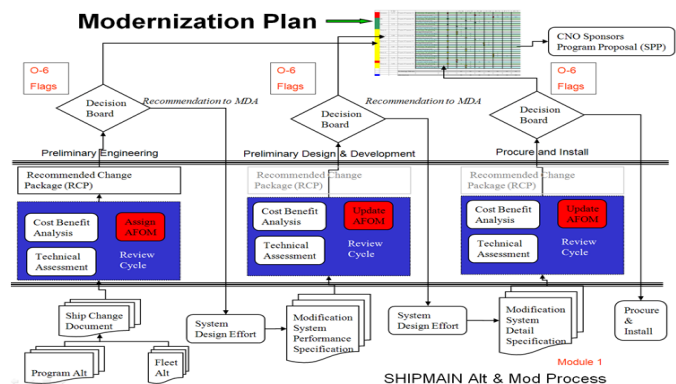 Modernization Plan
CNO Sponsors
Program Proposal (SPP)
O-6
Flags
O-6
Flags
O-6
Flags
Decision
Board
Recommendation to MDA
Decision
Board
Recommendation to MDA
Decision
Board
Preliminary Engineering
Preliminary Design & Development
Procure and Install
Recommended Change
Package (RCP)
Recommended Change
Package (RCP)
Recommended Change
Package (RCP)
Cost Benefit
Analysis
Assign
AFOM
Technical
Assessment
Review
Cycle
Cost Benefit
Analysis
Update
AFOM
Technical
Assessment
Review
Cycle
Cost Benefit
Analysis
Update
AFOM
Technical
Assessment
Review
Cycle
Ship Change
Document
Program Alt
Fleet
Alt
System
Design Effort
Modification
System
Performance
Specification
System
Design Effort
Modification
System
Detail
Specification
Procure
&
Install
Module 1
SHIPMAIN Alt & Mod Process